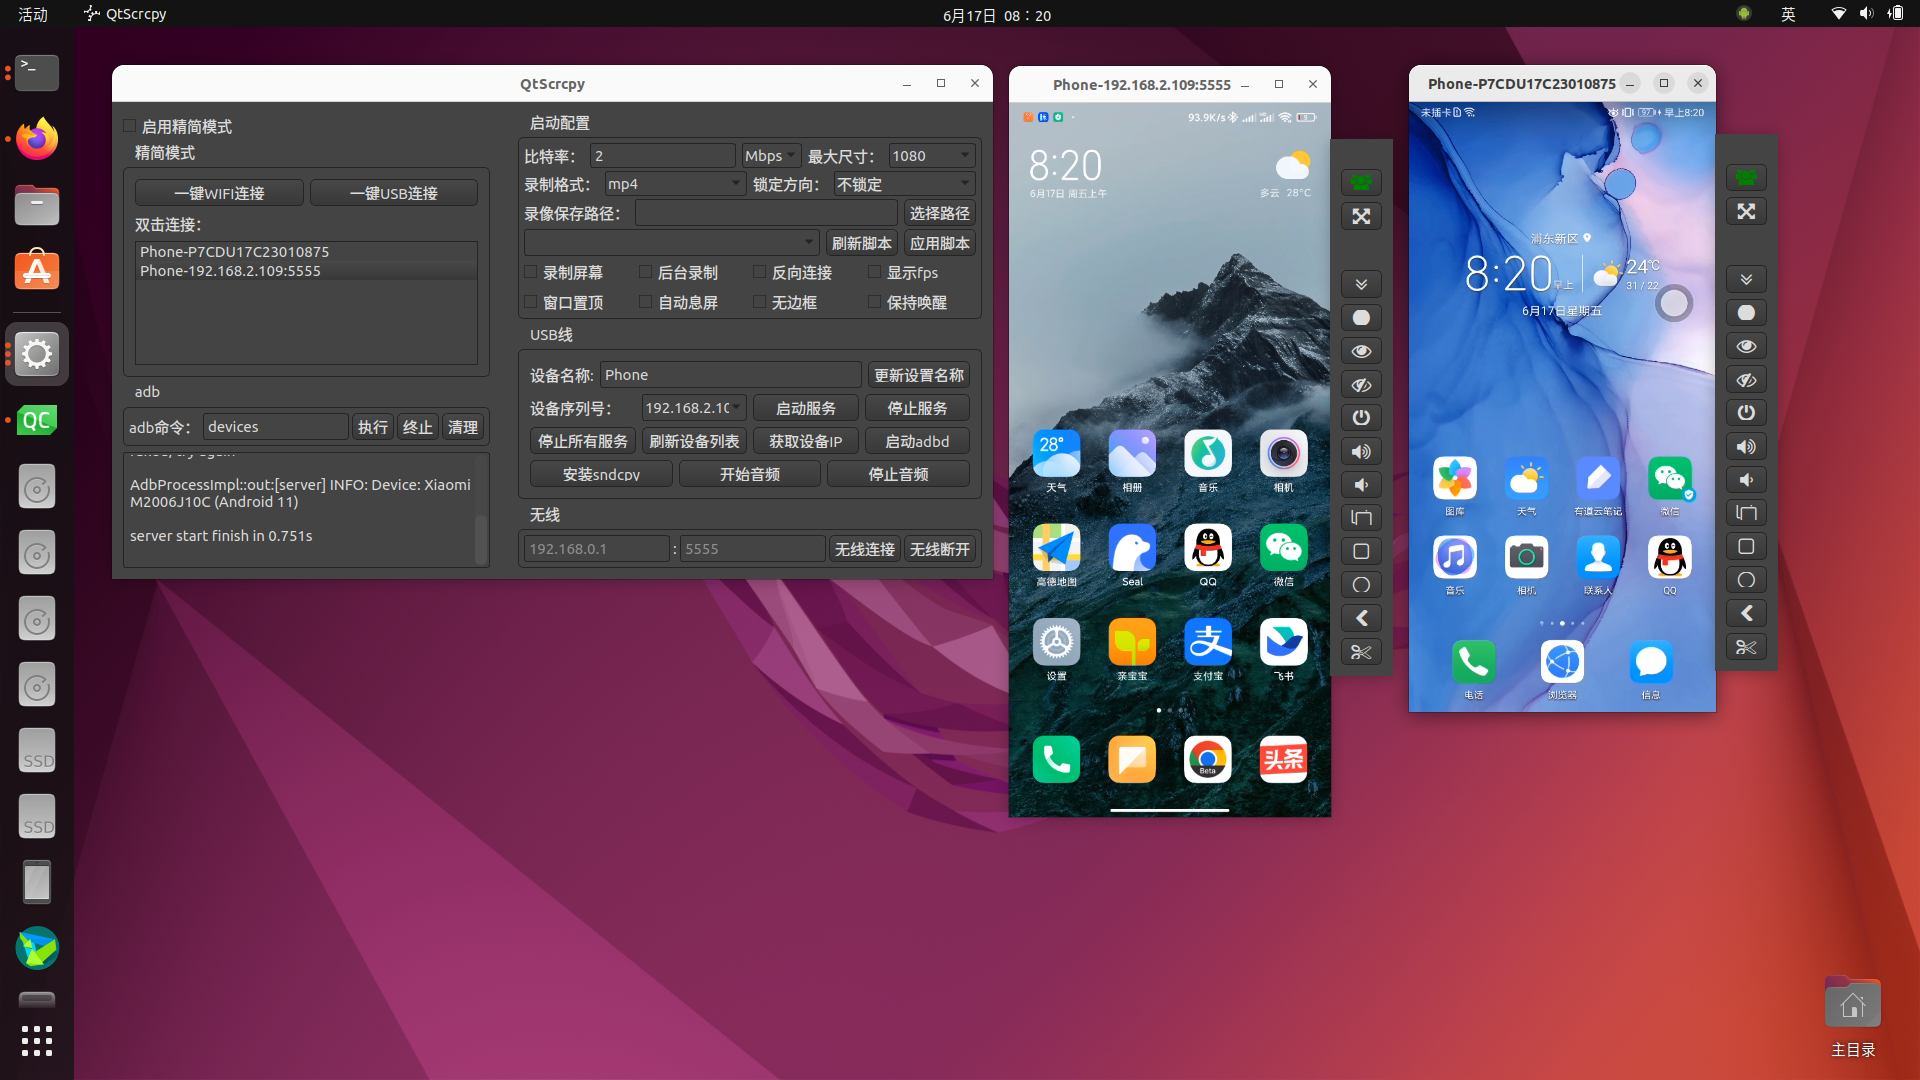 活动
QtScrcpy
6月17日 08：20
英
QtScrcpy
启用精简模式
精简模式
一键WIFI连接
一键USB连接
双击连接：
Phone-P7CDU17C23010875
Phone-192.168.2.109:5555
adb
adb命令：
devices
执行
终止
清理
AdbProcessImpl::out:[server] INFO: Device: Xiaomi
M2006J10C (Android 11)
server start finish in 0.751s
启动配置
比特率： 2 Mbps 最大尺寸： 1080
录制格式： mp4 锁定方向： 不锁定
录像保存路径： 选择路径
刷新脚本 应用脚本
录制屏幕 后台录制 反向连接 显示fps
窗口置顶 自动息屏 无边框 保持唤醒
USB线
设备名称: Phone 更新设置名称
设备序列号： 192.168.2.10 启动服务 停止服务
停止所有服务 刷新设备列表 获取设备IP 启动adbd
安装sndcpy 开始音频 停止音频
无线
192.168.0.1 : 5555 无线连接 无线断开
Phone-192.168.2.109:5555
93.9K/s
8:20
6月17日 周五上午
多云 28°C
28°
天气 相册 音乐 相机
高德地图 Seal QQ 微信
设置 亲宝宝 支付宝 飞书
支
Beta
头条
Phone-P7CDU17C23010875
未插卡
97
早上8:20
浦东新区
8:20 早上
24℃
31 / 22
6月17日星期五
图库 天气 有道云笔记 微信
音乐 相机 联系人 QQ
电话 浏览器 信息
QC
SSD
SSD
主目录